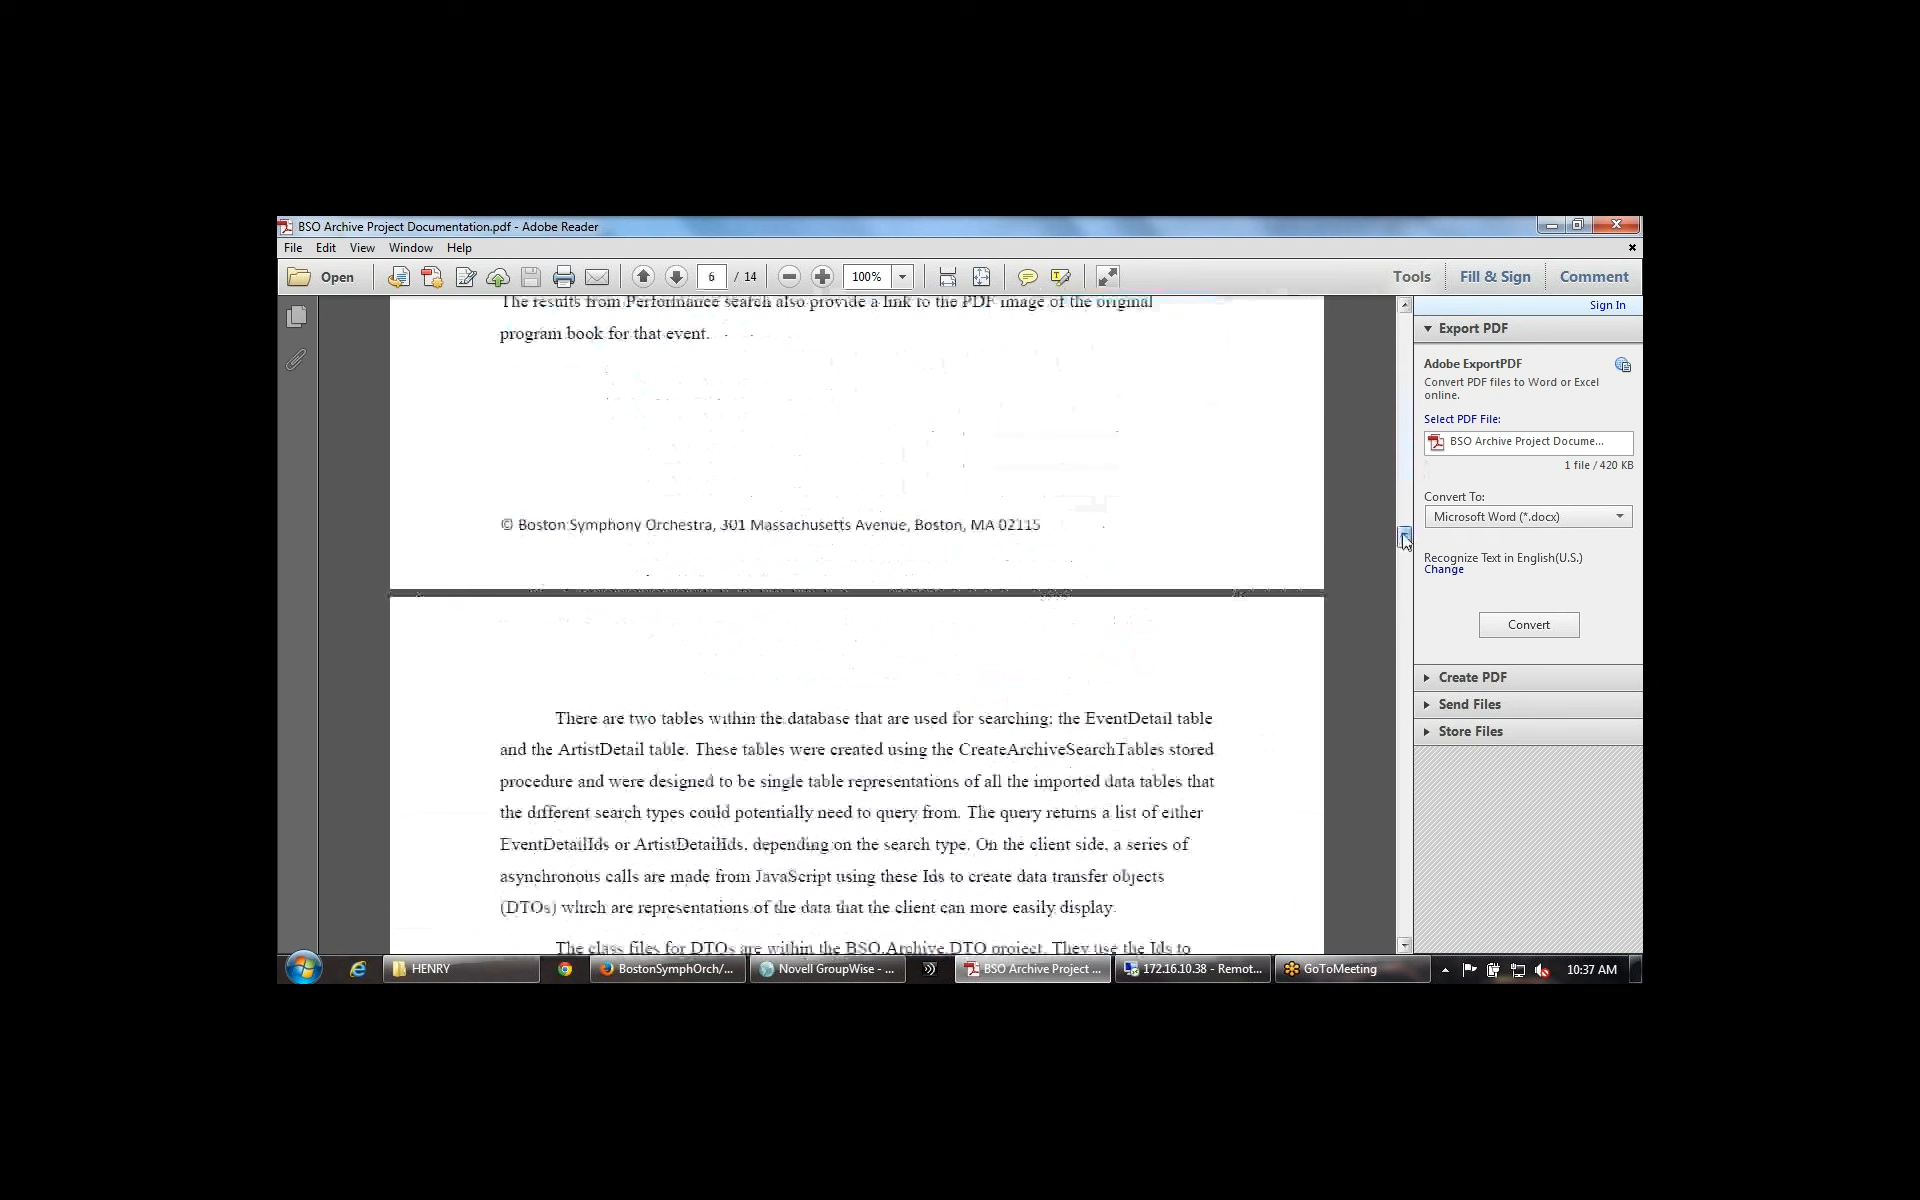 BSO Archive Project Documentation.pdf - Adobe Reader
File Edit View Window Help
Open 6 / 14 100% Tools Fill & Sign Comment
The results from Performance search also provide a link to the PDF image of the original
program book for that event.
© Boston Symphony Orchestra, 301 Massachusetts Avenue, Boston, MA 02115
There are two tables within the database that are used for searching: the EventDetail table
and the ArtistDetail table. These tables were created using the CreateArchiveSearchTables stored
procedure and were designed to be single table representations of all the imported data tables that
the different search types could potentially need to query from. The query returns a list of either
EventDetailIds or ArtistDetailIds, depending on the search type. On the client side, a series of
asynchronous calls are made from JavaScript using these Ids to create data transfer objects
(DTOs) which are representations of the data that the client can more easily display.
The class files for DTOs are within the BSO.Archive.DTO project. They use the Ids to
Sign In
Export PDF
Adobe ExportPDF
Convert PDF files to Word or Excel
online.
Select PDF File:
BSO Archive Project Docume...
1 file / 420 KB
Convert To:
Microsoft Word (*.docx)
Recognize Text in English(U.S.)
Change
Convert
Create PDF
Send Files
Store Files
HENRY BostonSymphOrch/... Novell GroupWise - ... BSO Archive Project ... 172.16.10.38 - Remot... GoToMeeting 10:37 AM